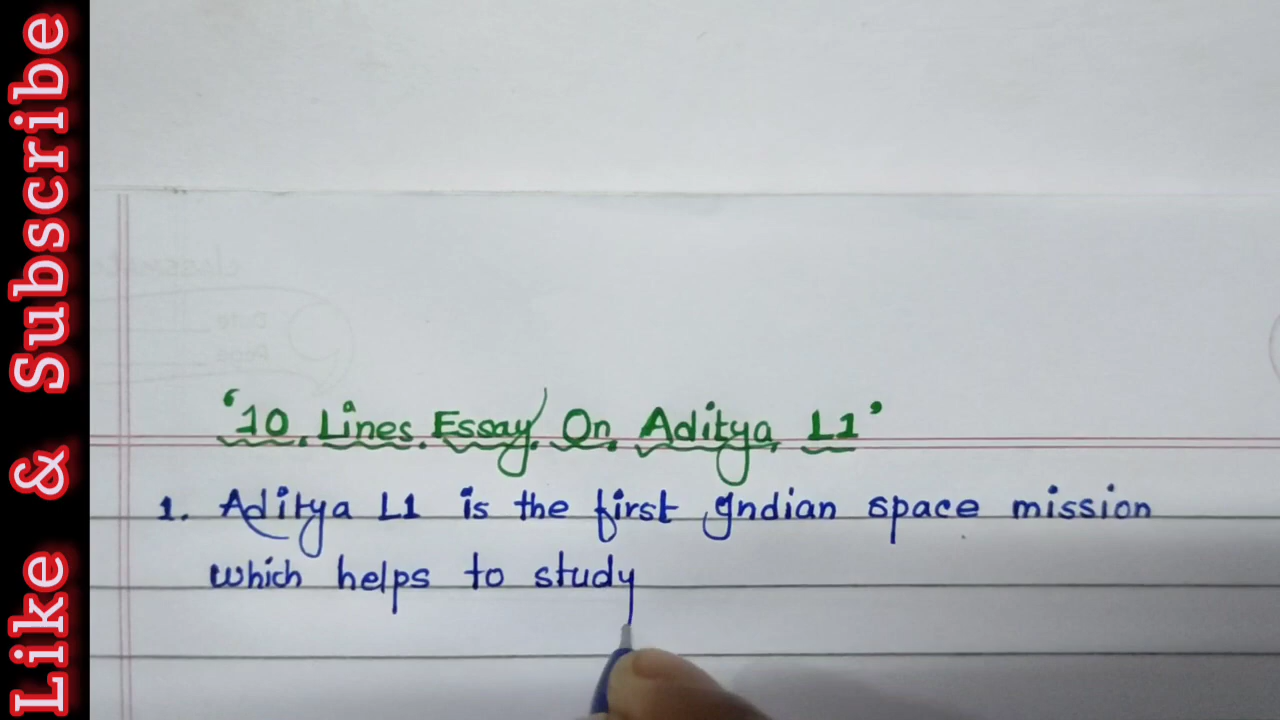 Like & Subscribe
'10 Lines Essay On Aditya L1'
1. Aditya L1 is the first Indian space mission
which helps to study